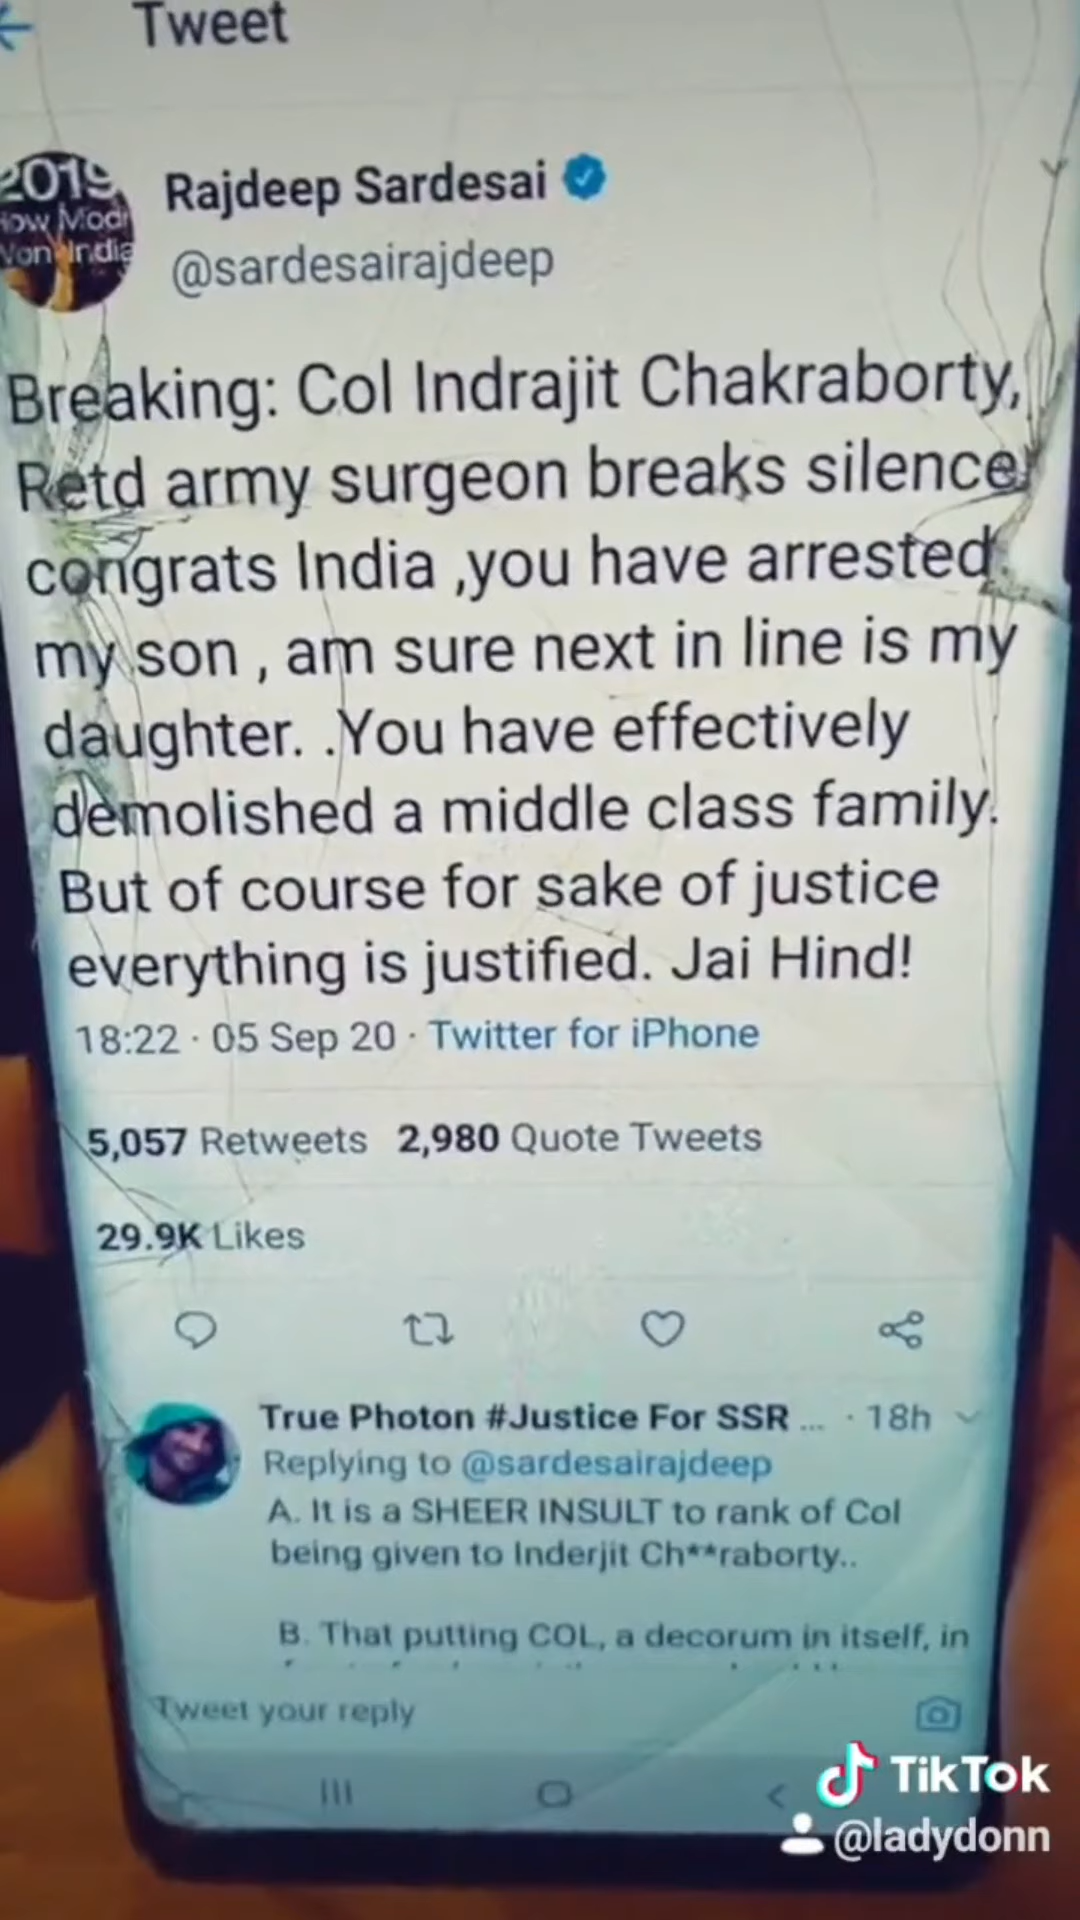 Tweet
2019
How Modi
Won India
Rajdeep Sardesai
@sardesairajdeep
Breaking: Col Indrajit Chakraborty,
Retd army surgeon breaks silence
congrats India ,you have arrested
my son , am sure next in line is my
daughter. .You have effectively
demolished a middle class family.
But of course for sake of justice
everything is justified. Jai Hind!
18:22 · 05 Sep 20 · Twitter for iPhone
5,057 Retweets 2,980 Quote Tweets
29.9K Likes
True Photon #Justice For SSR ... · 18h
Replying to @sardesairajdeep
A. It is a SHEER INSULT to rank of Col
being given to Inderjit Ch**raborty..
B. That putting COL, a decorum in itself, in
Tweet your reply
TikTok
@ladydonn